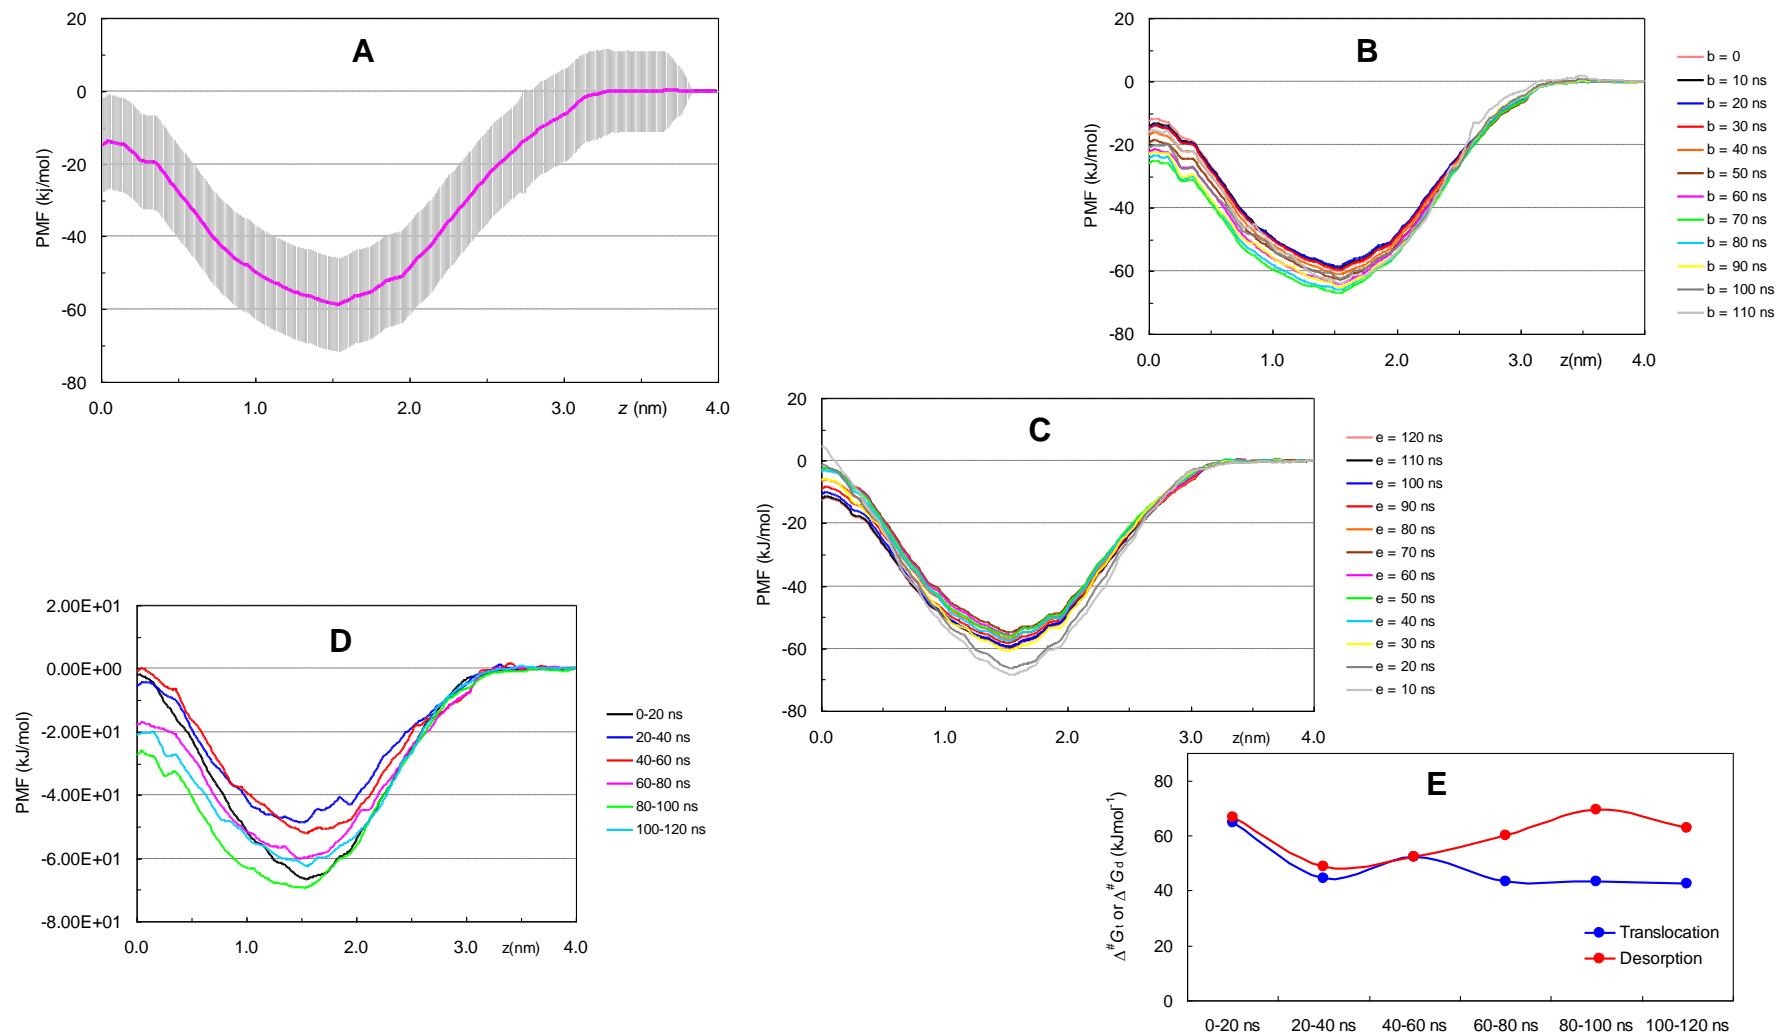 A
20
0
-20
-40
-60
-80
PMF (kj/mol)
0.0 1.0 2.0 3.0 z (nm) 4.0
B
20
0
-20
-40
-60
-80
PMF (kJ/mol)
0.0 1.0 2.0 3.0 z(nm) 4.0
b = 0
b = 10 ns
b = 20 ns
b = 30 ns
b = 40 ns
b = 50 ns
b = 60 ns
b = 70 ns
b = 80 ns
b = 90 ns
b = 100 ns
b = 110 ns
C
20
0
-20
-40
-60
-80
PMF (kJ/mol)
0.0 1.0 2.0 3.0 z(nm) 4.0
e = 120 ns
e = 110 ns
e = 100 ns
e = 90 ns
e = 80 ns
e = 70 ns
e = 60 ns
e = 50 ns
e = 40 ns
e = 30 ns
e = 20 ns
e = 10 ns
D
2.00E+01
0.00E+00
-2.00E+01
-4.00E+01
-6.00E+01
-8.00E+01
PMF (kJ/mol)
0.0 1.0 2.0 3.0 z(nm) 4.0
0-20 ns
20-40 ns
40-60 ns
60-80 ns
80-100 ns
100-120 ns
E
80
60
40
20
0
Δ#Gt or Δ#Gd (kJmol⁻¹)
Translocation
Desorption
0-20 ns 20-40 ns 40-60 ns 60-80 ns 80-100 ns 100-120 ns